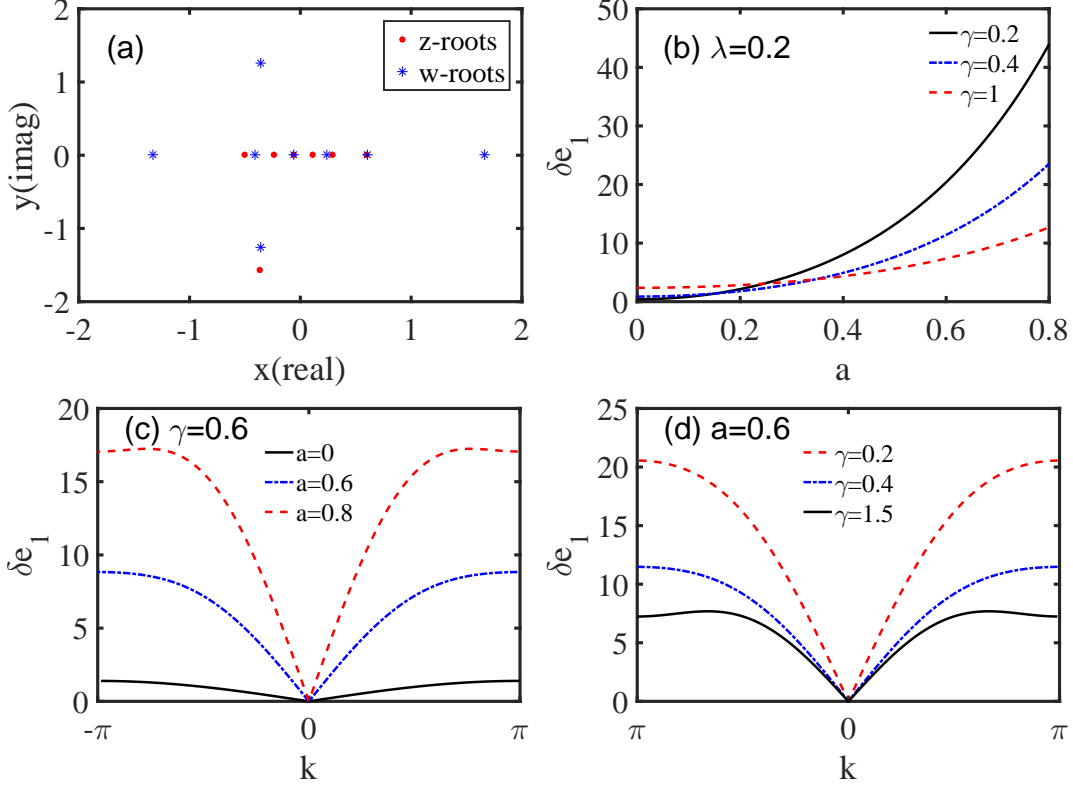 (a)
z-roots
w-roots
2
1
0
-1
-2
y(imag)
-2
-1
0
1
2
x(real)
(b) λ=0.2
γ=0.2
γ=0.4
γ=1
50
40
30
20
10
0
δe1
0
0.2
0.4
0.6
0.8
a
(c) γ=0.6
a=0
a=0.6
a=0.8
20
15
10
5
0
δe1
-π
0
π
k
(d) a=0.6
γ=0.2
γ=0.4
γ=1.5
25
20
15
10
5
0
δe1
π
0
π
k